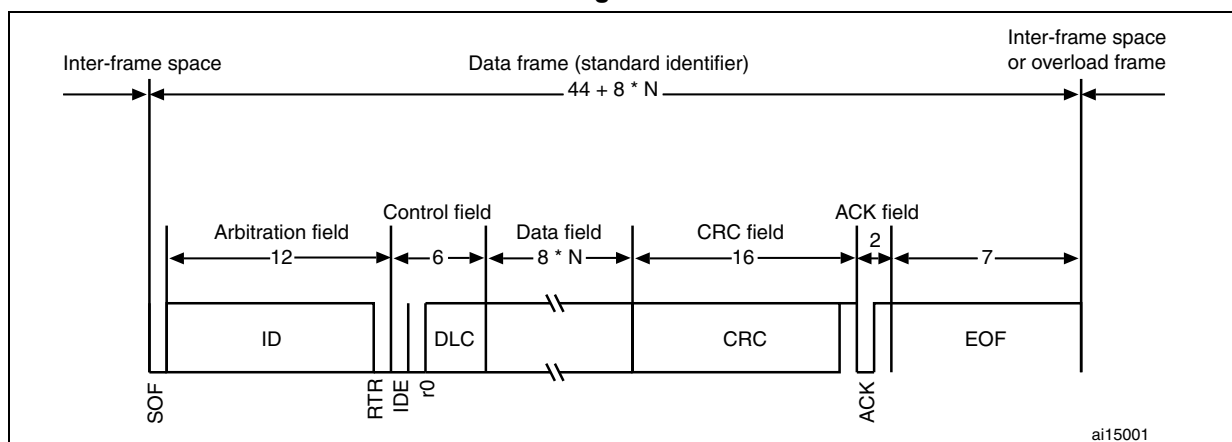 Inter-frame space
Data frame (standard identifier)
44 + 8 * N
Inter-frame space
or overload frame
Arbitration field
12
Control field
6
Data field
8 * N
CRC field
16
ACK field
2
7
ID
DLC
CRC
EOF
SOF
RTR
IDE
r0
ACK
ai15001